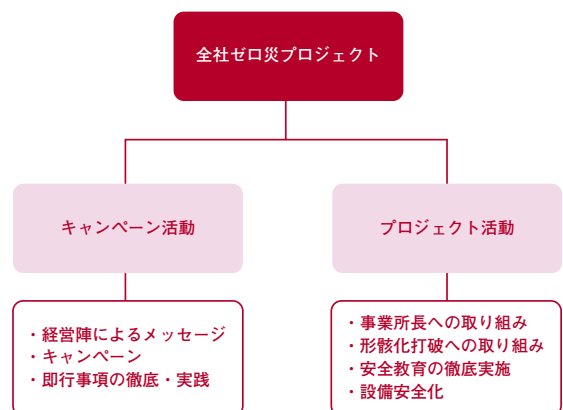 全社ゼロ災プロジェクト
キャンペーン活動
プロジェクト活動
・経営陣によるメッセージ
・キャンペーン
・即行事項の徹底・実践
・事業所長への取り組み
・形骸化打破への取り組み
・安全教育の徹底実施
・設備安全化